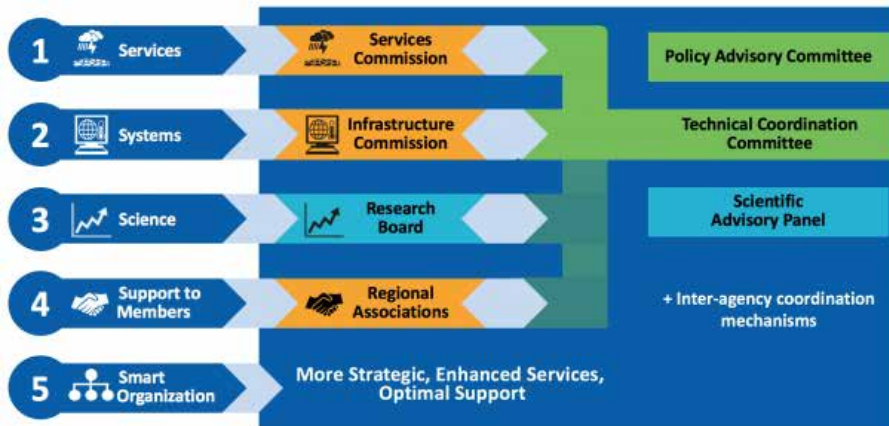 1
Services
Services
Commission
Policy Advisory Committee
2
Systems
Infrastructure
Commission
Technical Coordination
Committee
3
Science
Research
Board
Scientific
Advisory Panel
4
Support to
Members
Regional
Associations
+ Inter-agency coordination
mechanisms
5
Smart
Organization
More Strategic, Enhanced Services,
Optimal Support